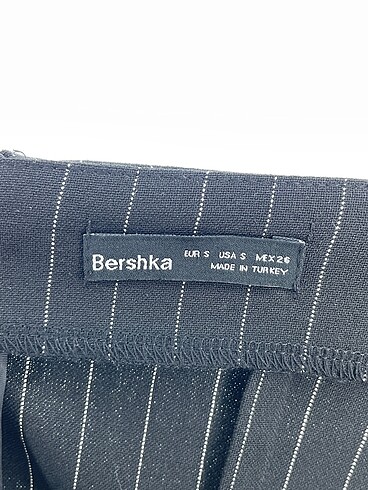 Bershka
EUR S USA S MEX 26
MADE IN TURKEY